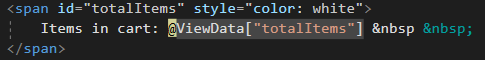 <span id="totalItems" style="color: white">
Items in cart: @ViewData["totalItems"] &nbsp &nbsp;
</span>